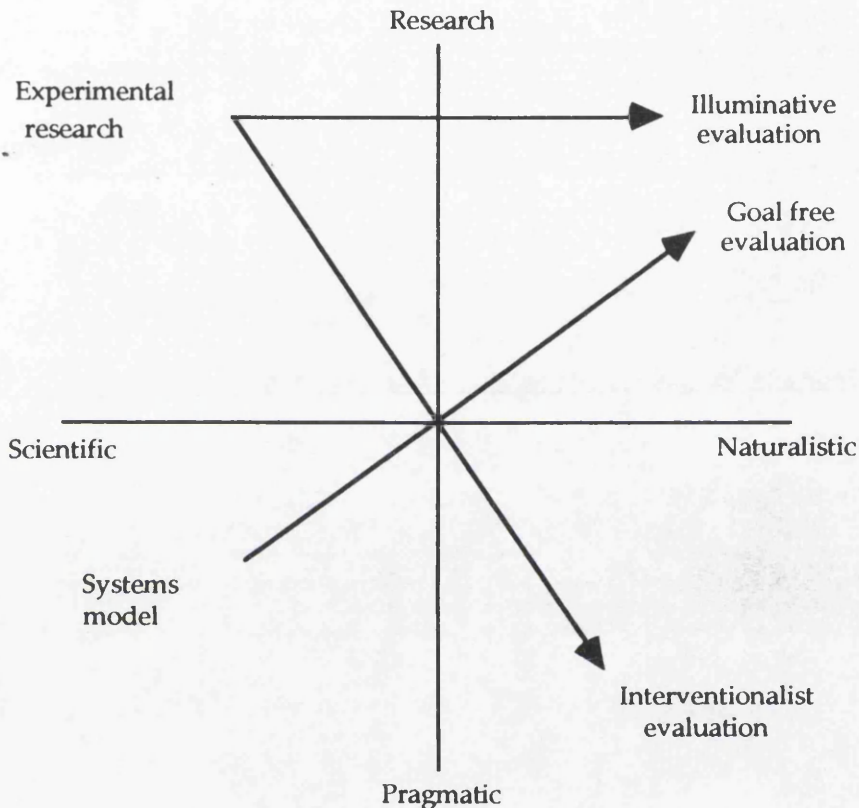 Research
Experimental
research
Illuminative
evaluation
Goal free
evaluation
Scientific
Naturalistic
Systems
model
Interventionalist
evaluation
Pragmatic